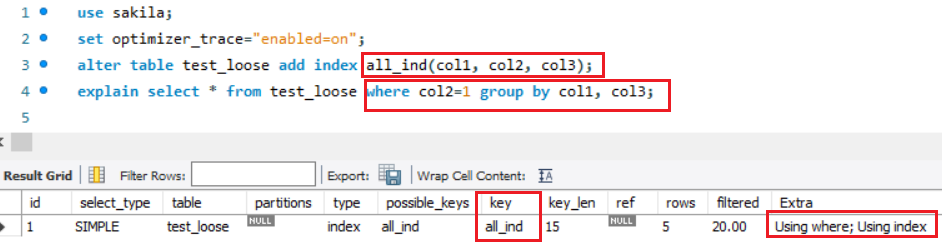 1 use sakila;
2 set optimizer_trace="enabled=on";
3 alter table test_loose add index all_ind(col1, col2, col3);
4 explain select * from test_loose where col2=1 group by col1, col3;
5
Result Grid Filter Rows: Export: Wrap Cell Content: IA
id select_type table partitions type possible_keys key key_len ref rows filtered Extra
1 SIMPLE test_loose NULL index all_ind all_ind 15 NULL 5 20.00 Using where; Using index